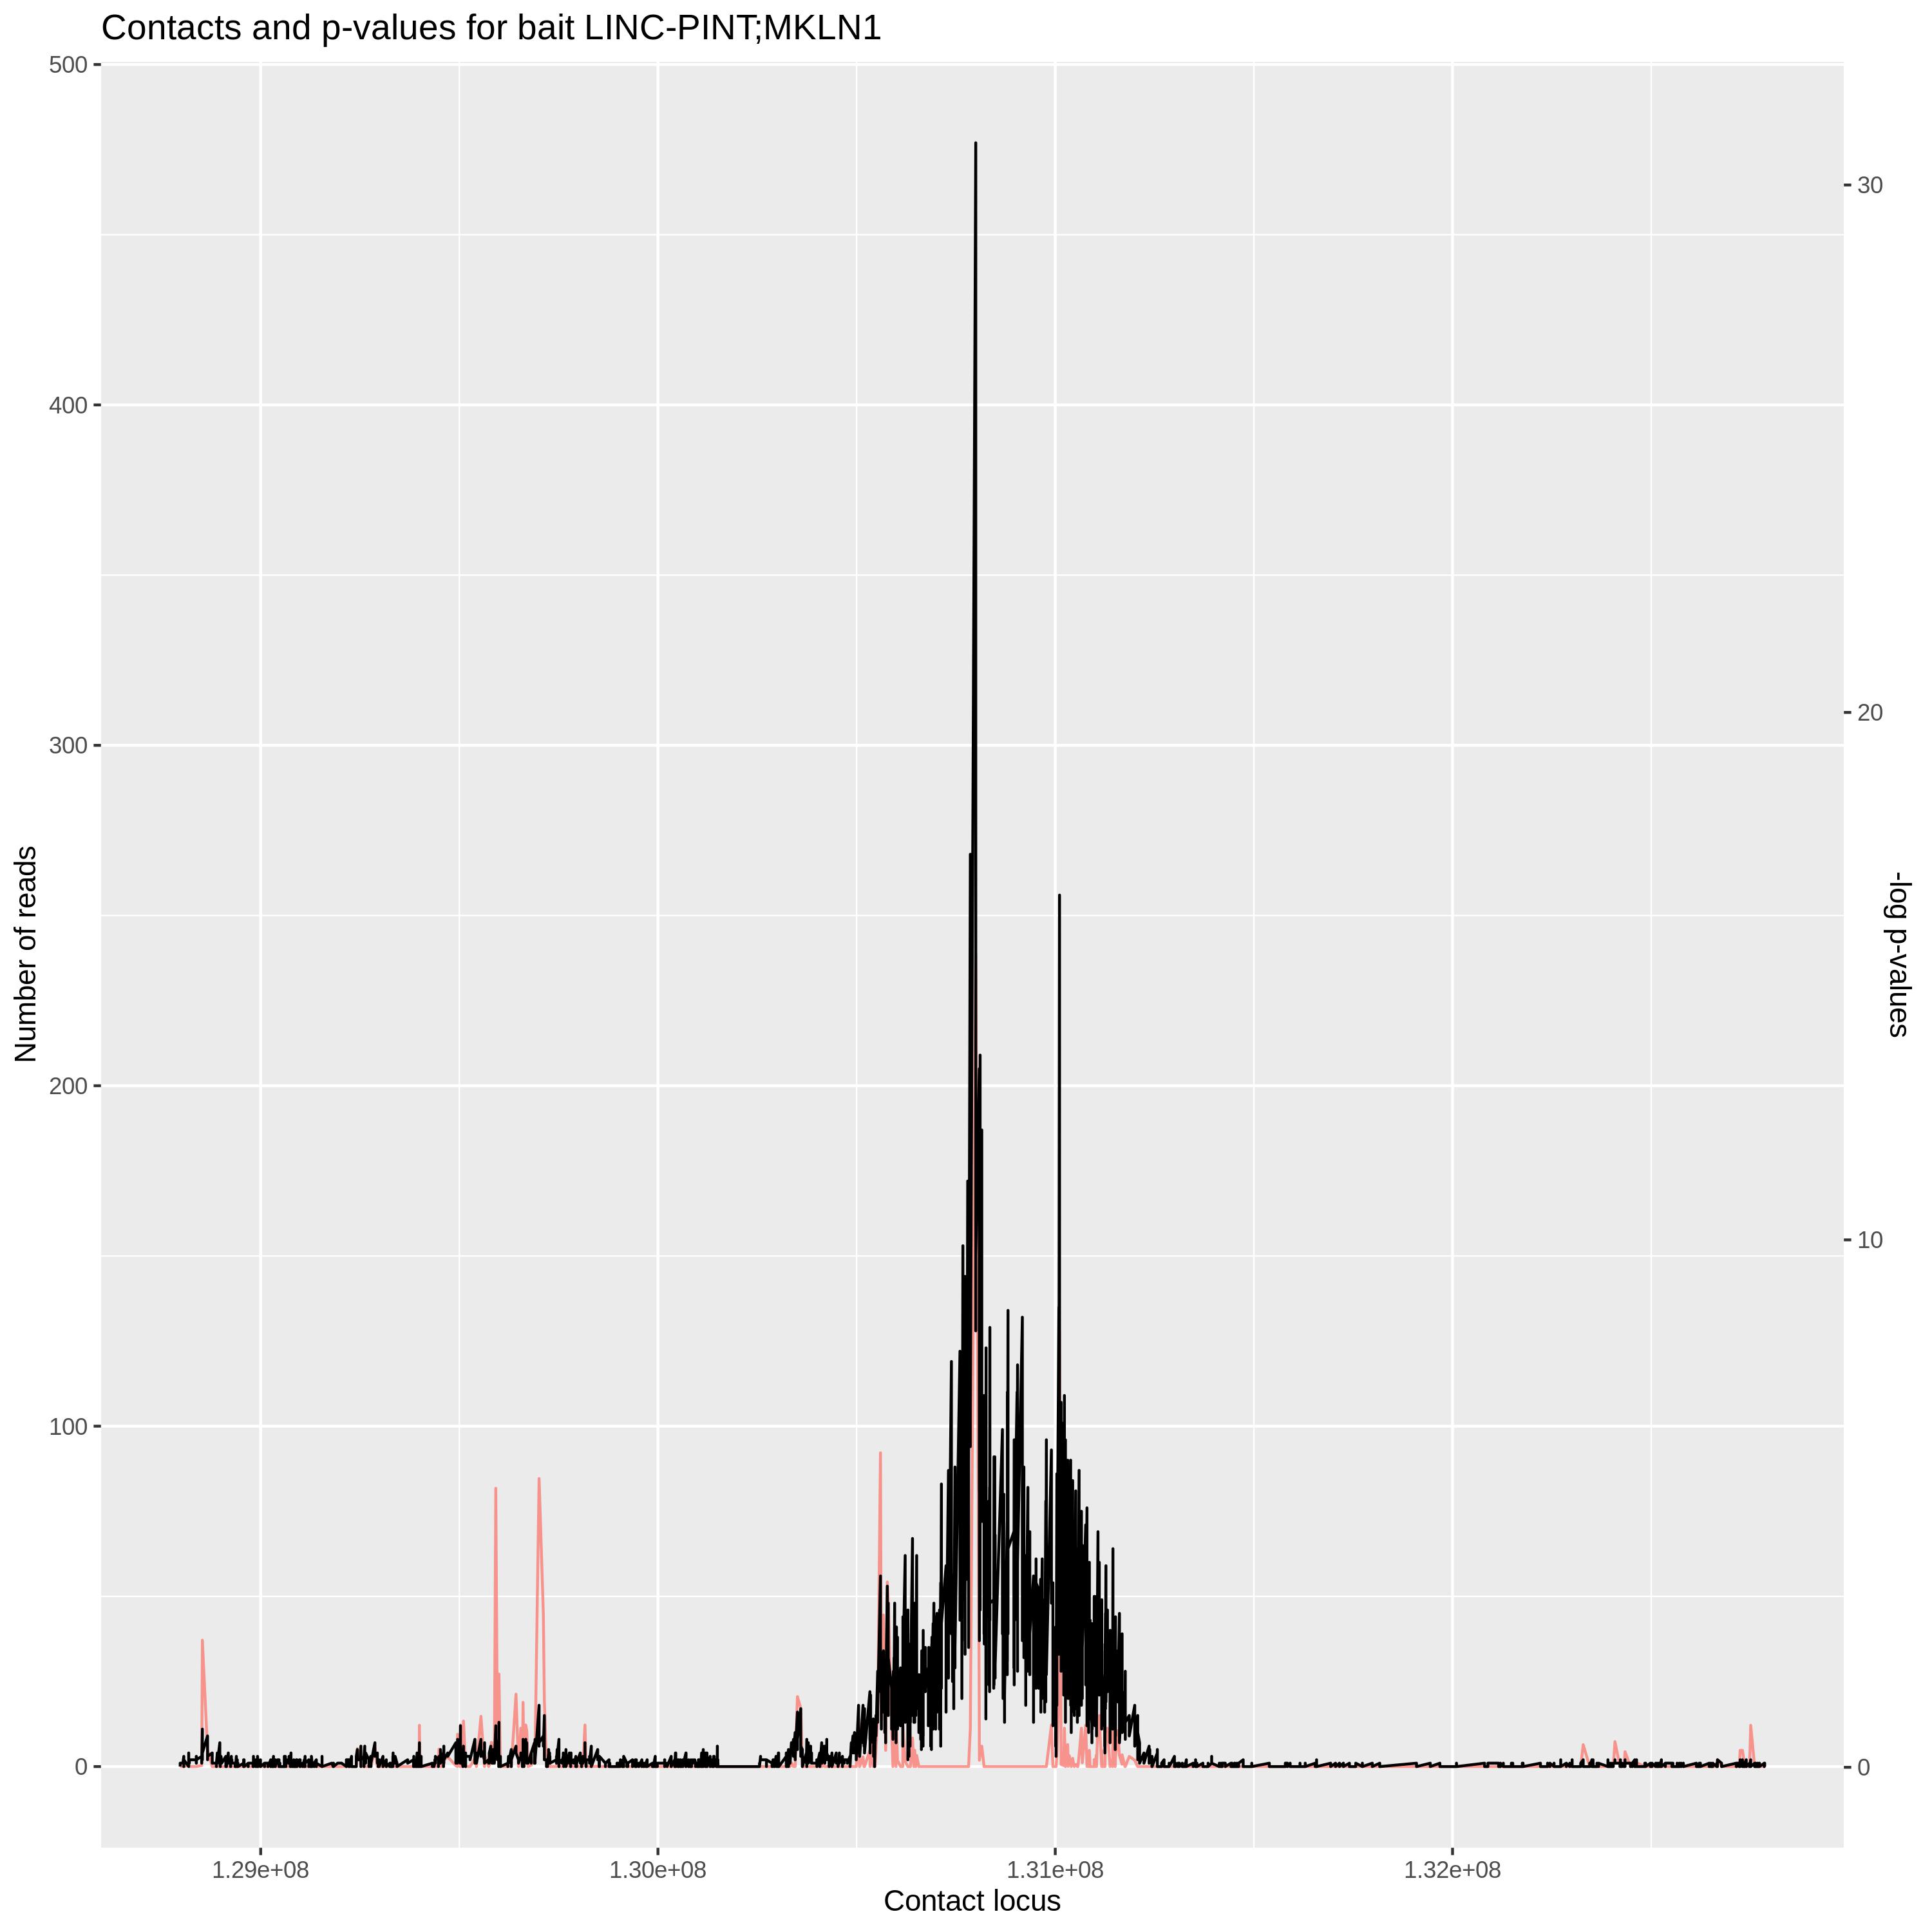 Contacts and p-values for bait LINC-PINT;MKLN1
500
400
300
200
100
0
Number of reads
30
20
10
0
-log p-values
1.29e+08
1.30e+08
1.31e+08
1.32e+08
Contact locus